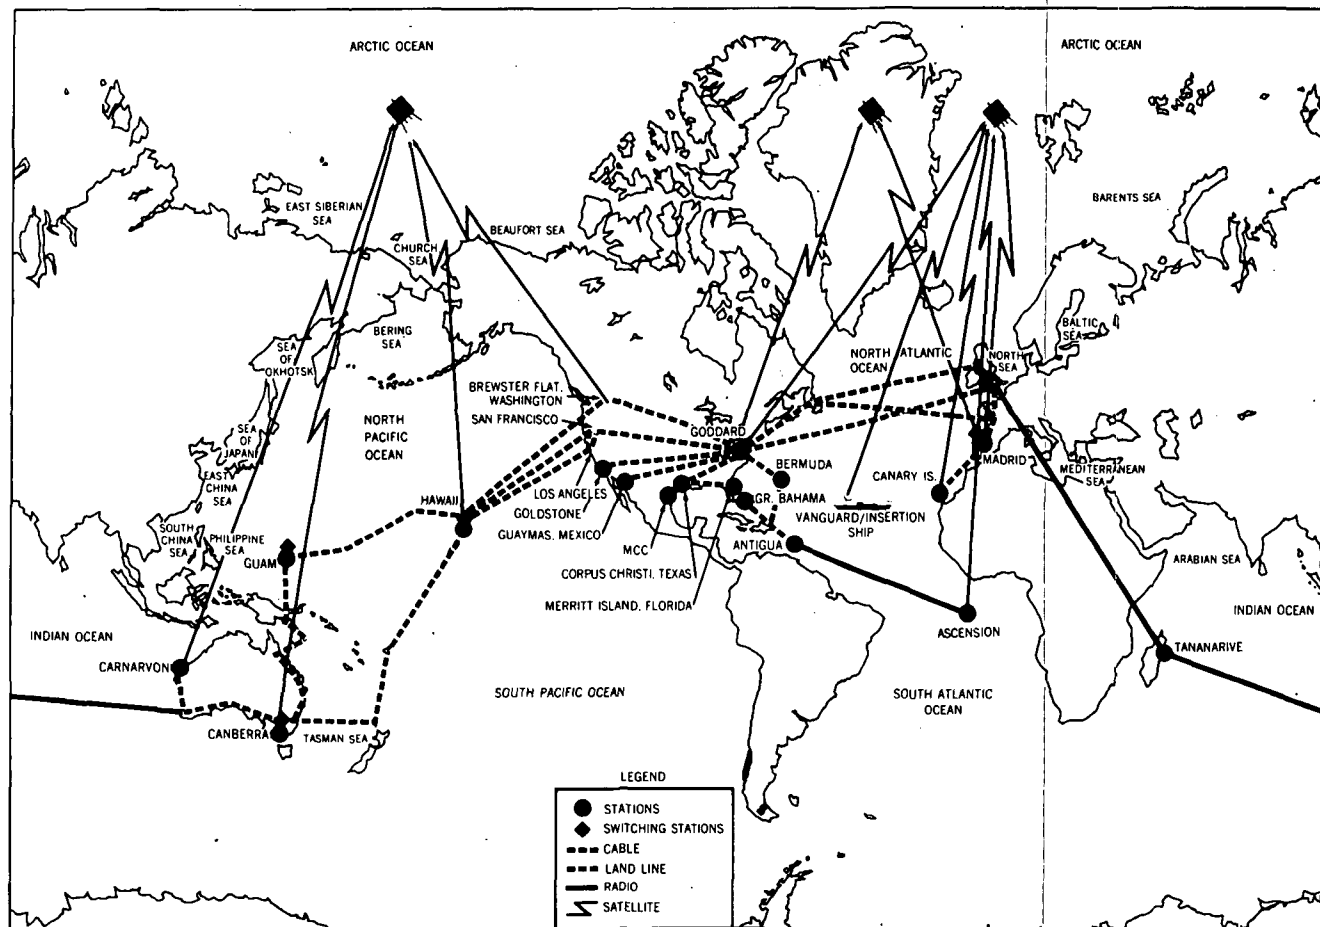 ARCTIC OCEAN
ARCTIC OCEAN
EAST SIBERIAN
SEA
BEAUFORT SEA
BARENTS SEA
CHURCH
SEA
BERING
SEA
SEA
OF
OKHOTSK
NORTH ATLANTIC
OCEAN
NORTH
SEA
BALTIC
SEA
BREWSTER FLAT,
WASHINGTON
SAN FRANCISCO
NORTH
PACIFIC
OCEAN
SEA
OF
JAPAN
EAST
CHINA
SEA
SOUTH
CHINA
SEA
PHILIPPINE
SEA
GUAM
HAWAII
GODDARD
BERMUDA
LOS ANGELES
GOLDSTONE
GUAYMAS, MEXICO
GR. BAHAMA
MCC
ANTIGUA
CORPUS CHRISTI, TEXAS
MERRITT ISLAND, FLORIDA
CANARY IS.
MADRID
MEDITERRANEAN
SEA
VANGUARD/INSERTION
SHIP
ARABIAN SEA
INDIAN OCEAN
INDIAN OCEAN
ASCENSION
TANANARIVE
CARNARVON
CANBERRA
TASMAN SEA
SOUTH PACIFIC OCEAN
SOUTH ATLANTIC
OCEAN
LEGEND
STATIONS
SWITCHING STATIONS
CABLE
LAND LINE
RADIO
SATELLITE